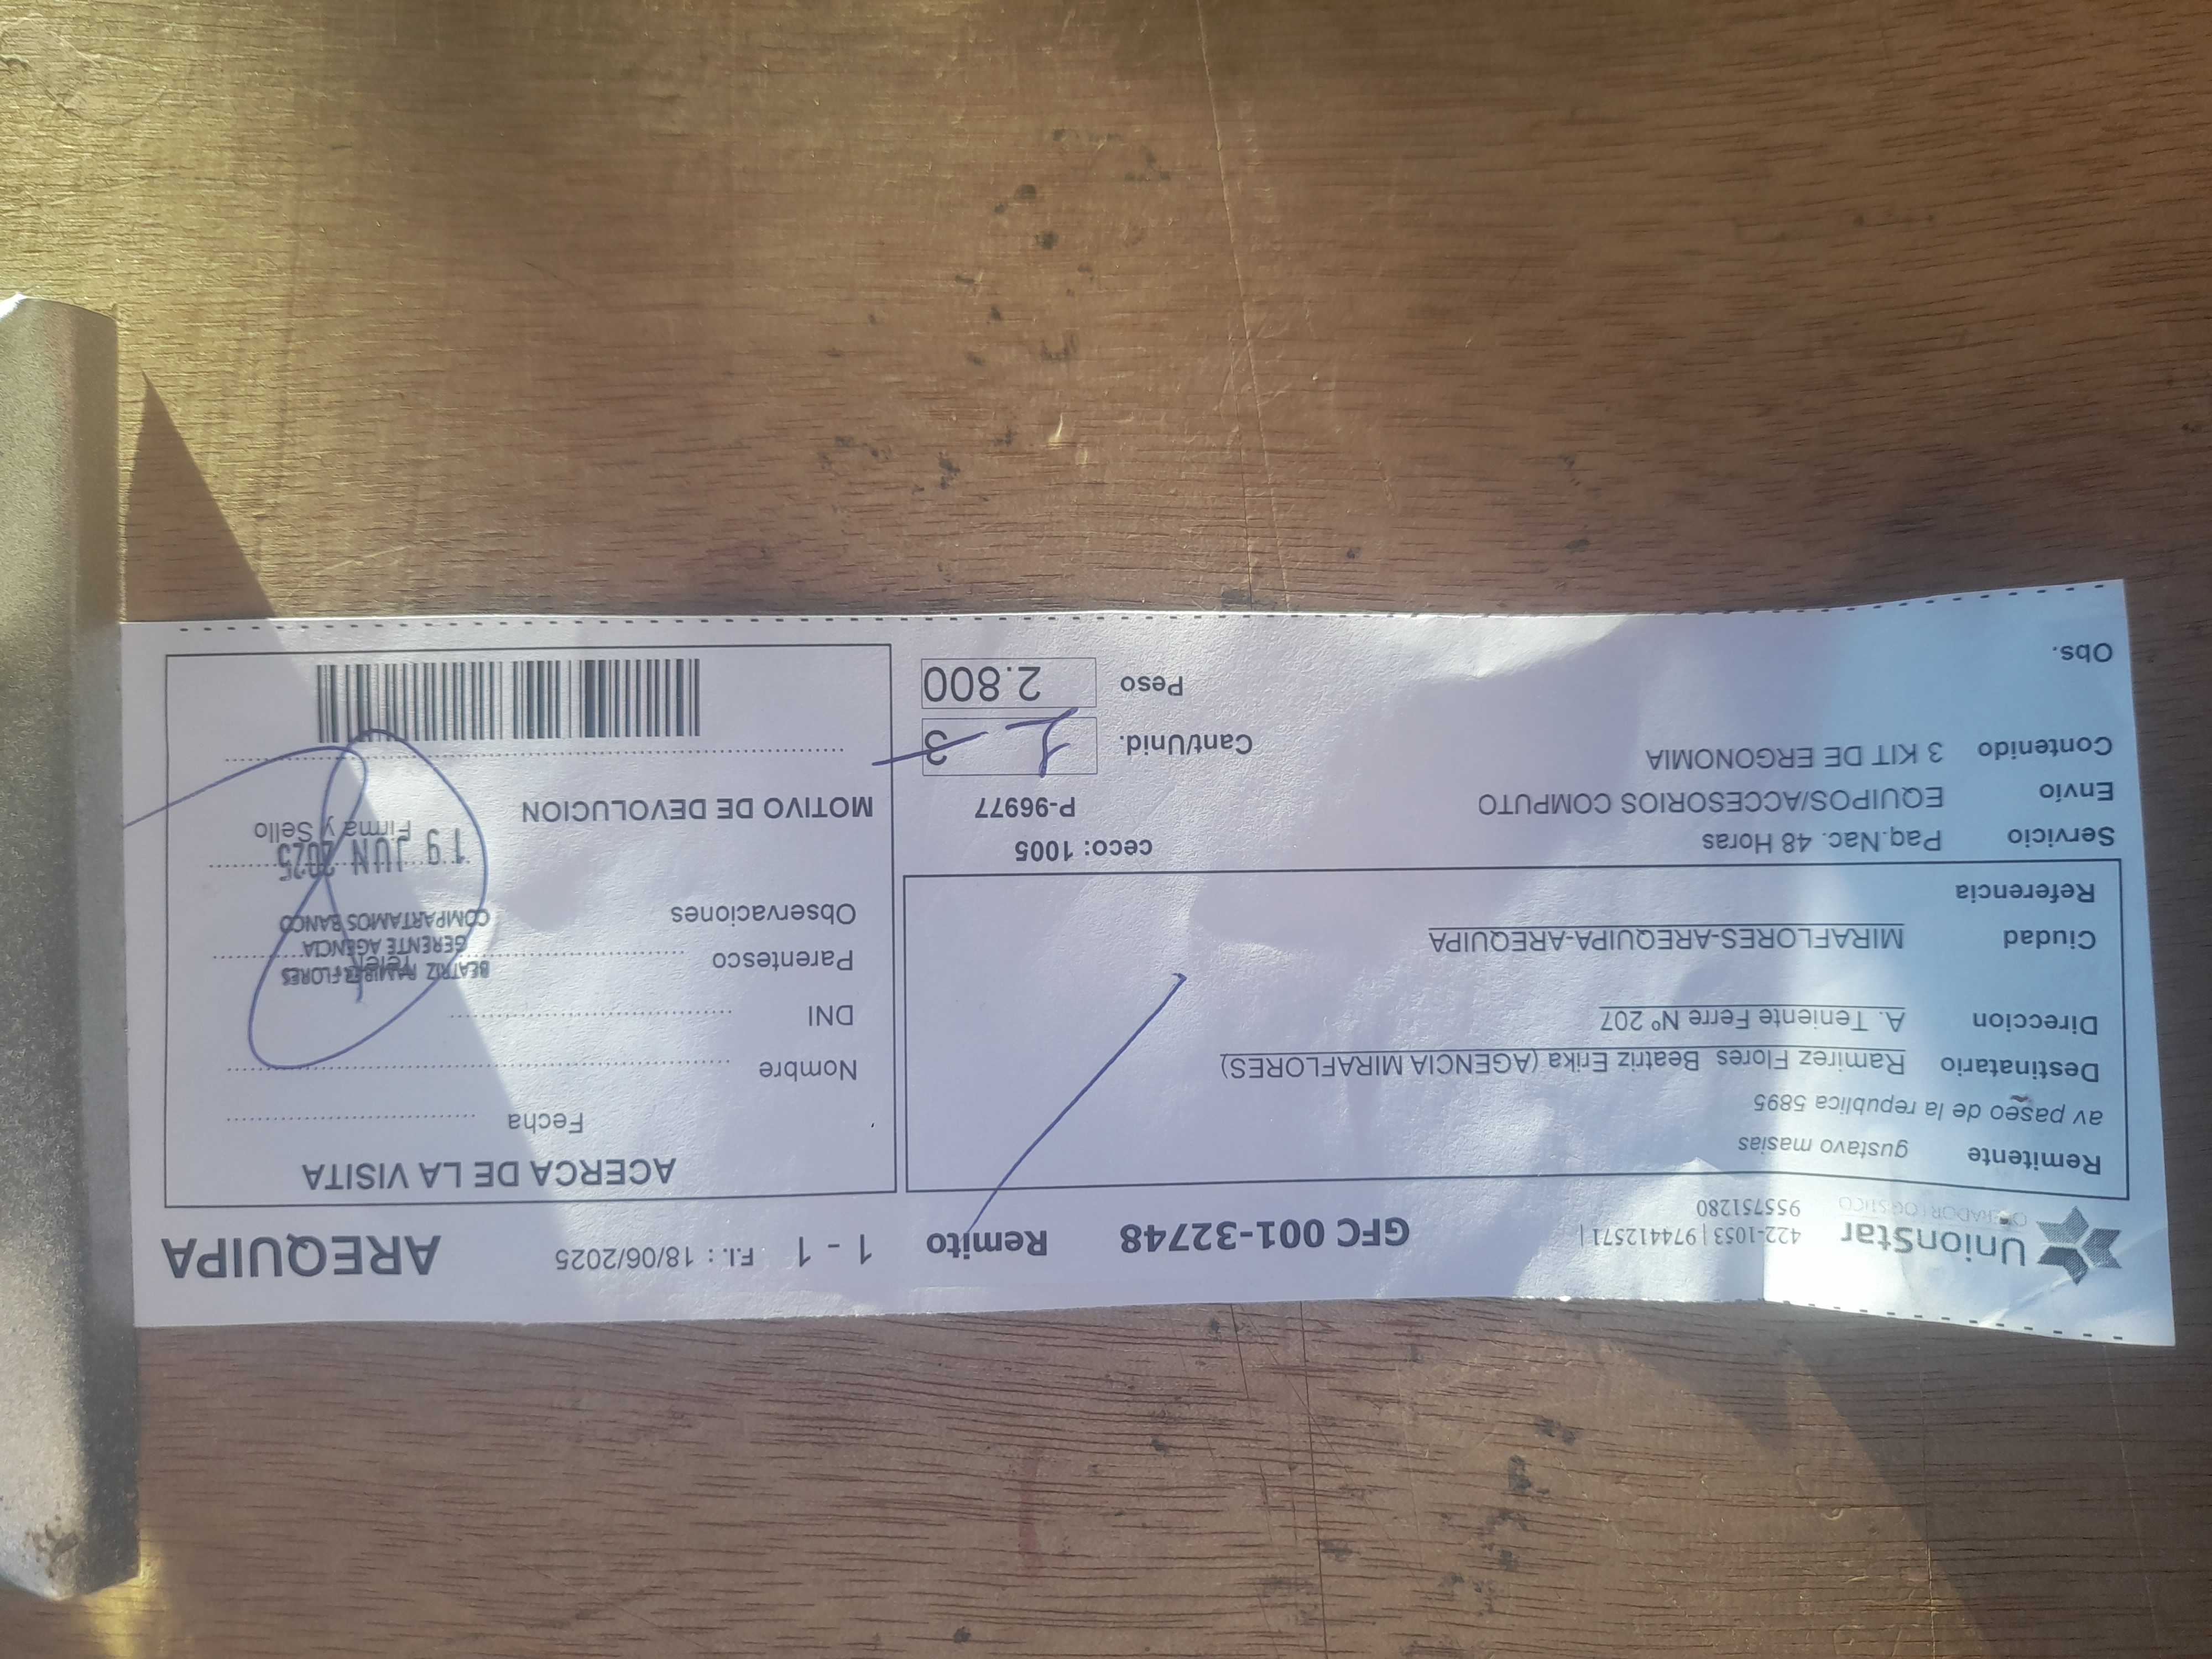 UnionStar
OPERADOR LOGISTICO
422-1053 | 974412571 |
955751280
GFC 001-32748
Remito
1 - 1
F.I. : 18/06/2025
AREQUIPA
Remitente gustavo masias
av paseo de la republica 5895
Destinatario Ramirez Flores Beatriz Erika (AGENCIA MIRAFLORES)
Direccion A. Teniente Ferre Nº 207
Ciudad MIRAFLORES-AREQUIPA-AREQUIPA
Referencia
Servicio Paq.Nac. 48 Horas
Envio EQUIPOS/ACCESORIOS COMPUTO
Contenido 3 KIT DE ERGONOMIA
Obs.
ceco: 1005
P-96977
Cant/Unid. 1 3
Peso 2.800
ACERCA DE LA VISITA
Fecha
Nombre
DNI
Parentesco
Observaciones
BEATRIZ RAMIREZ FLORES
GERENTE AGENCIA
COMPARTAMOS BANCO
19 JUN 2025
Firma y Sello
MOTIVO DE DEVOLUCION